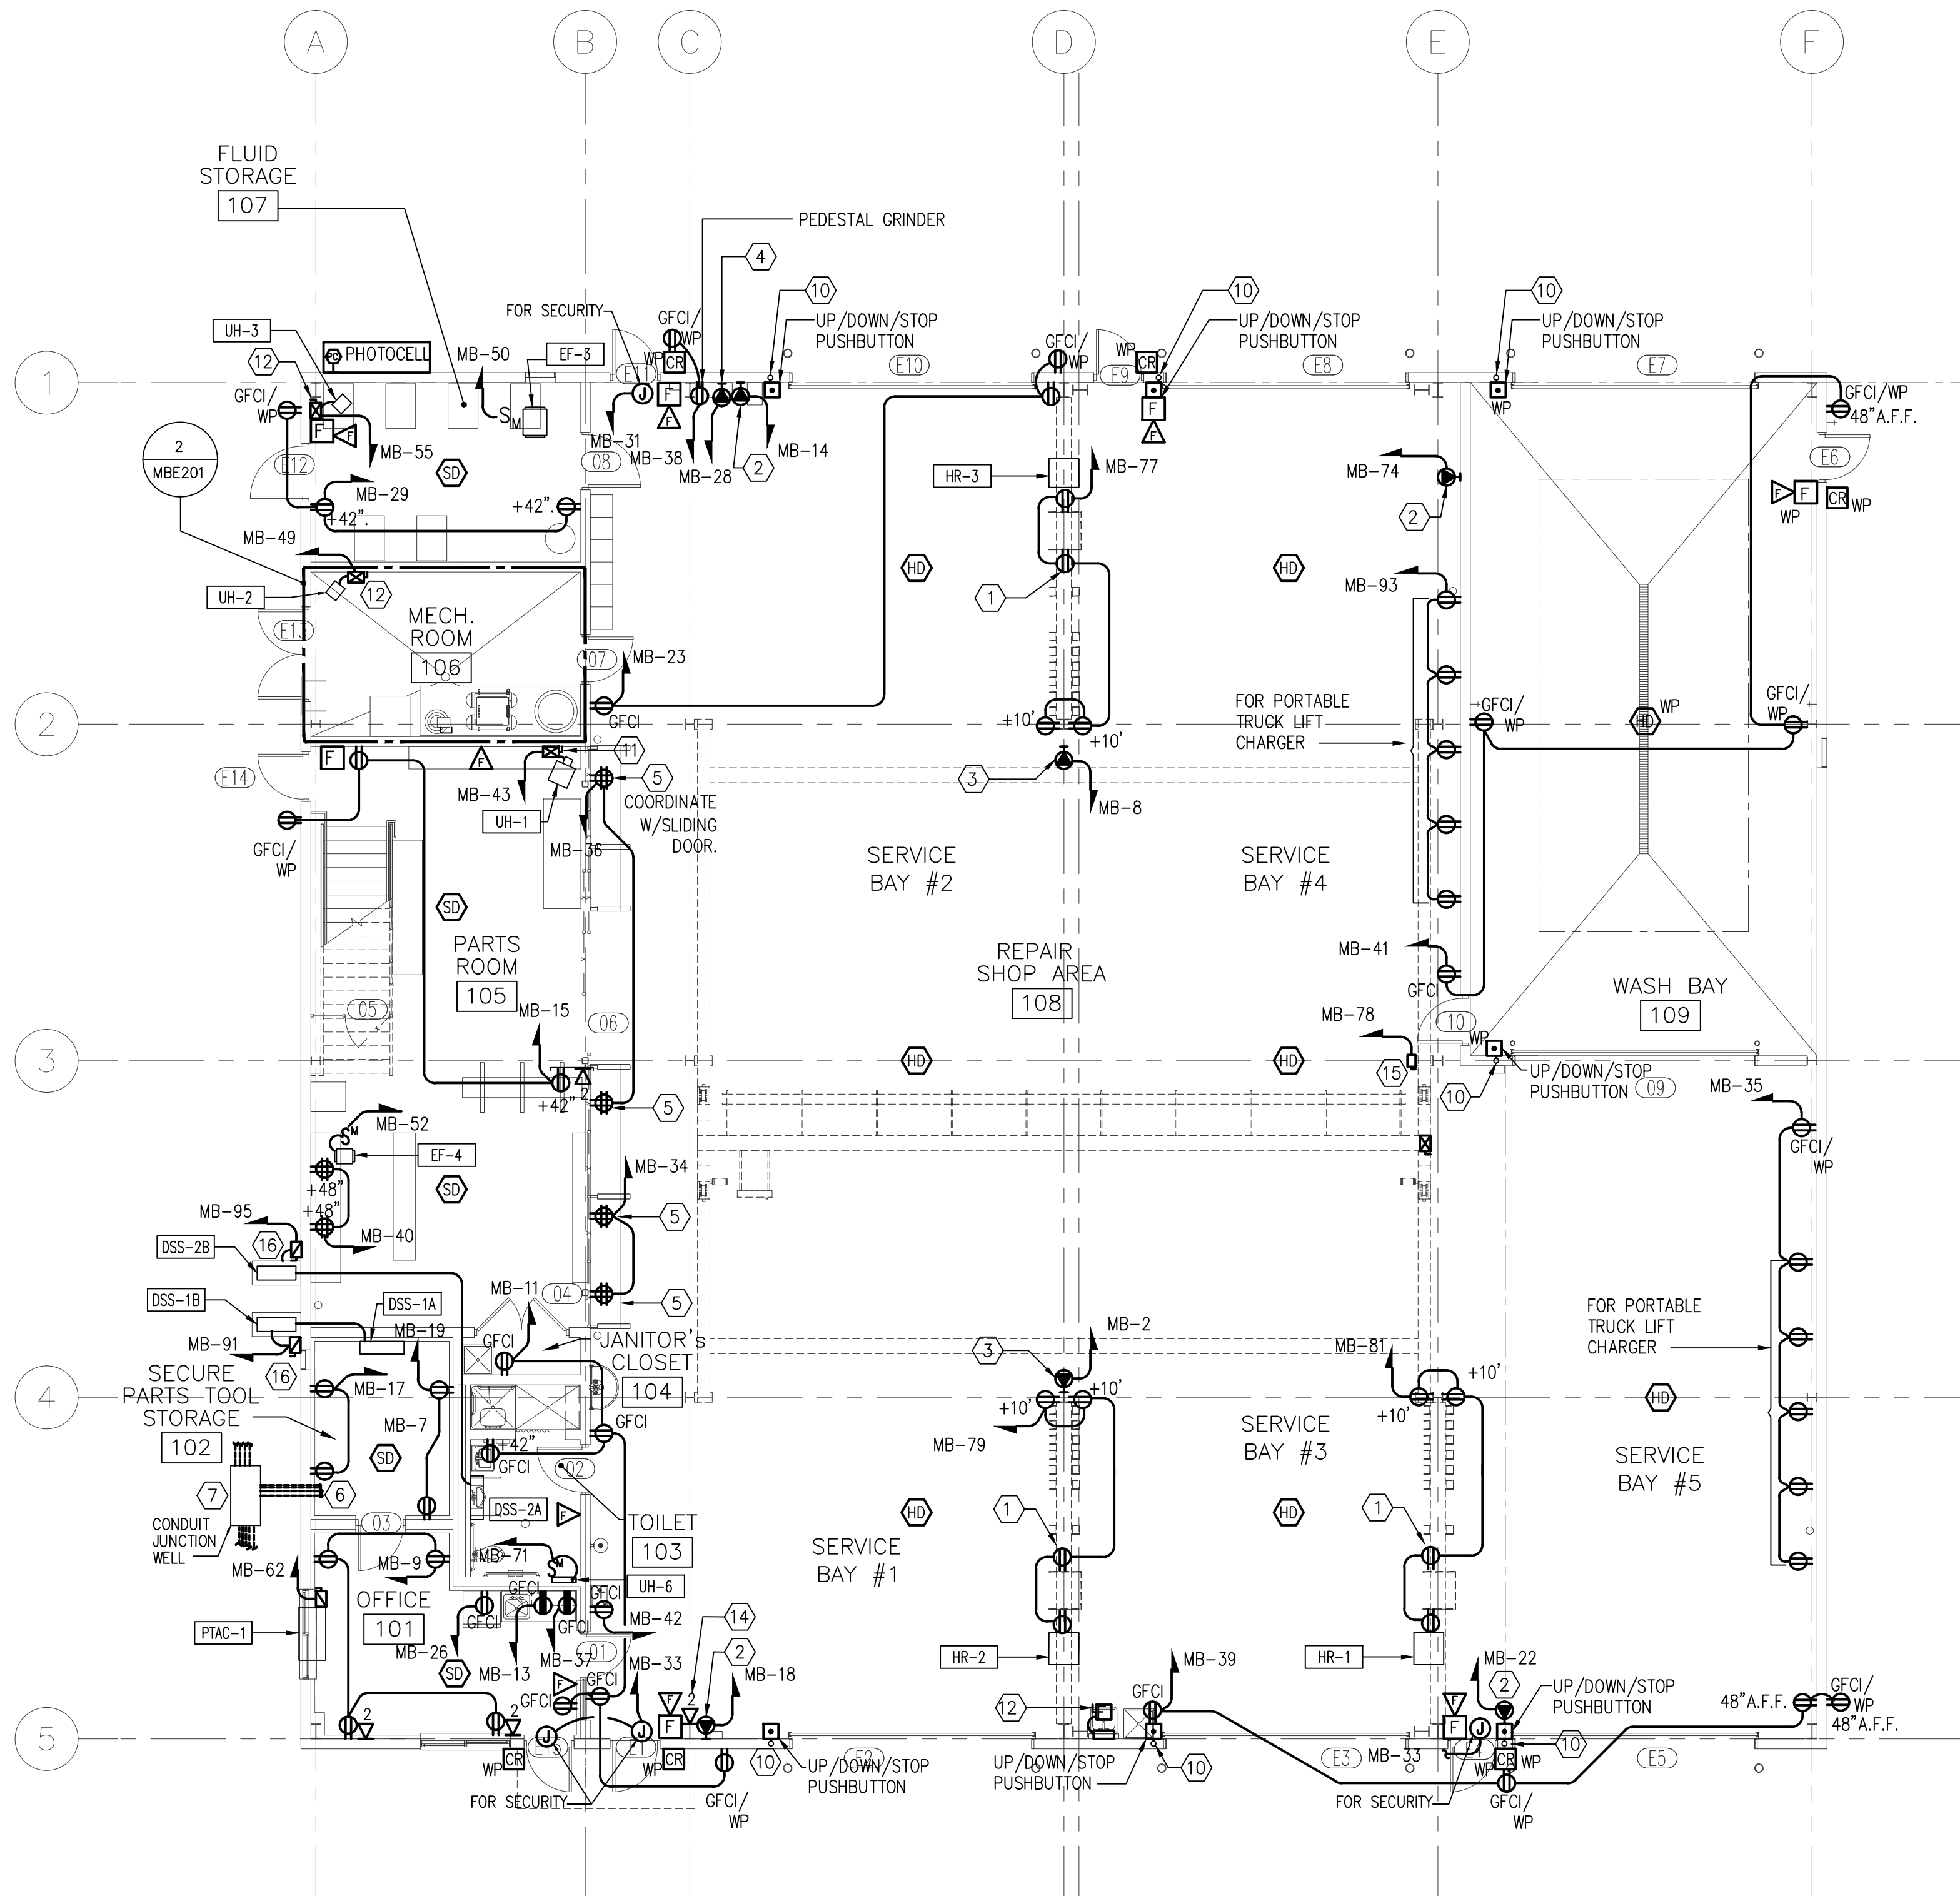 A
B
C
D
E
F
FLUID
STORAGE
107
PEDESTAL GRINDER
4
10
UP/DOWN/STOP
PUSHBUTTON
10
UP/DOWN/STOP
PUSHBUTTON
10
UP/DOWN/STOP
PUSHBUTTON
FOR SECURITY
GFCI/
WP
UH-3
PC PHOTOCELL
MB-50
EF-3
WP
CR
E11
E10
GFCI/
WP
WP
CR
E9
E8
E7
12
1
GFCI/
WP
F
F
S
M
J
F
F
F
F
WP
GFCI/WP
48"A.F.F.
2
MBE201
E12
MB-55
SD
08
MB-31
MB-38
MB-28
2
MB-14
HR-3
MB-77
MB-74
2
E6
F
F
WP
CR
WP
MB-29
+42".
+42".
MB-49
UH-2
12
MECH.
ROOM
106
E13
07
MB-23
HD
1
HD
MB-93
GFCI
+10'
+10'
FOR PORTABLE
TRUCK LIFT
CHARGER
GFCI/
WP
HD
WP
GFCI/
WP
2
E14
F
F
11
MB-43
UH-1
5
COORDINATE
W/SLIDING
DOOR.
MB-36
3
MB-8
GFCI/
WP
SERVICE
BAY #2
SERVICE
BAY #4
SD
PARTS
ROOM
105
05
MB-15
06
REPAIR
SHOP AREA
108
MB-41
GFCI
WASH BAY
109
MB-78
10
WP
3
+42"
2
5
HD
HD
15
10
UP/DOWN/STOP
PUSHBUTTON
09
MB-35
MB-52
S
M
EF-4
+48"
SD
MB-34
GFCI/
WP
MB-95
+48"
MB-40
5
DSS-2B
16
DSS-1B
DSS-1A
MB-11
04
5
MB-91
MB-19
GFCI
JANITOR's
CLOSET
104
3
MB-2
MB-81
FOR PORTABLE
TRUCK LIFT
CHARGER
16
SECURE
PARTS TOOL
STORAGE
102
MB-17
4
MB-7
GFCI
+42"
GFCI
+10'
+10'
MB-79
+10'
+10'
SERVICE
BAY #3
HD
SERVICE
BAY #5
SD
02
7
6
DSS-2A
F
CONDUIT
JUNCTION
WELL
03
TOILET
103
HD
1
HD
1
SERVICE
BAY #1
MB-62
MB-9
MB-71
S
M
OFFICE
101
GFCI
GFCI
UH-6
PTAC-1
GFCI
GFCI
MB-42
14
MB-26
SD
MB-13
MB-37
01
2
MB-33
MB-18
HR-2
HR-1
MB-39
MB-22
2
F
GFCI
GFCI
F
2
F
12
GFCI
F
F
UP/DOWN/STOP
PUSHBUTTON
48"A.F.F.
GFCI/
WP
48"A.F.F.
5
2
2
J
J
J
WP
CR
WP
CR
10
UP/DOWN/STOP
PUSHBUTTON
E2
UP/DOWN/STOP
PUSHBUTTON
10
E3
MB-33
WP
CR
WP
10
E5
FOR SECURITY
GFCI/
WP
FOR SECURITY
GFCI/
WP